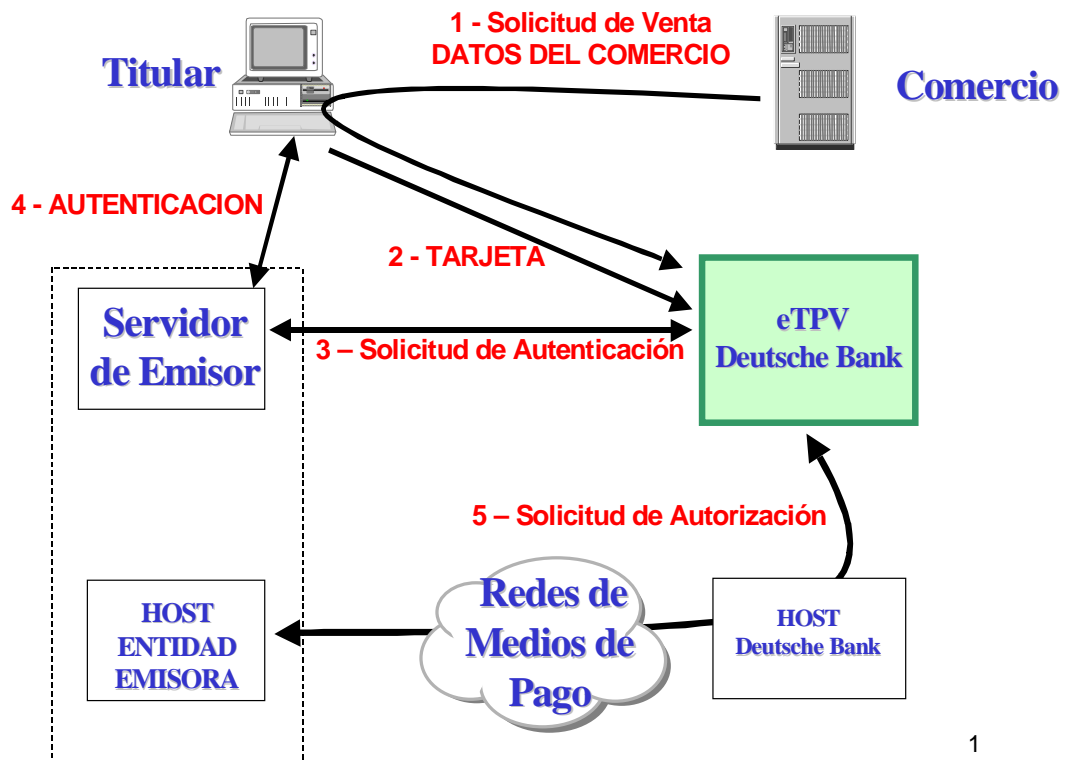 1 - Solicitud de Venta
DATOS DEL COMERCIO
Titular
Comercio
4 - AUTENTICACION
2 - TARJETA
Servidor
de Emisor
3 – Solicitud de Autenticación
eTPV
Deutsche Bank
5 – Solicitud de Autorización
HOST
ENTIDAD
EMISORA
Redes de
Medios de
Pago
HOST
Deutsche Bank
1